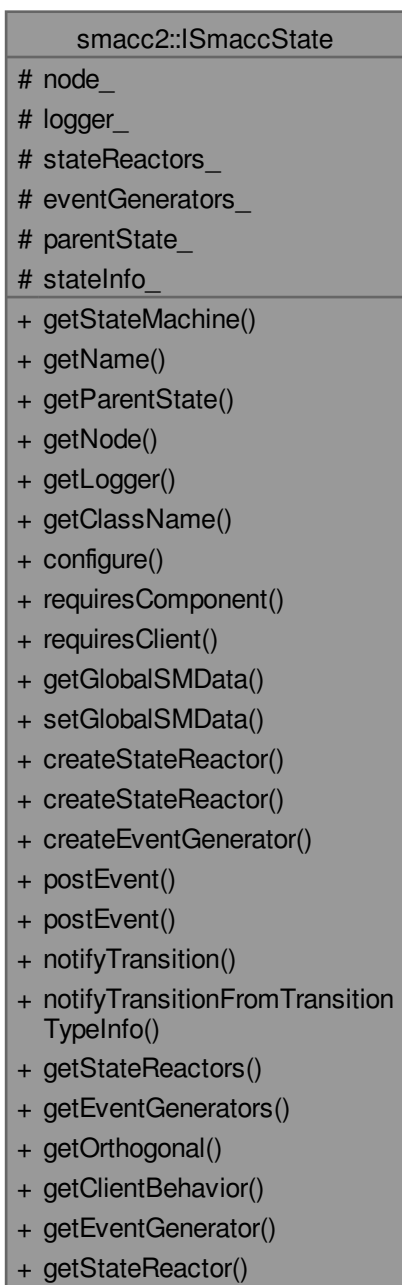 smacc2::ISmaccState
# node_
# logger_
# stateReactors_
# eventGenerators_
# parentState_
# stateInfo_
+ getStateMachine()
+ getName()
+ getParentState()
+ getNode()
+ getLogger()
+ getClassName()
+ configure()
+ requiresComponent()
+ requiresClient()
+ getGlobalSMData()
+ setGlobalSMData()
+ createStateReactor()
+ createStateReactor()
+ createEventGenerator()
+ postEvent()
+ postEvent()
+ notifyTransition()
+ notifyTransitionFromTransition
TypeInfo()
+ getStateReactors()
+ getEventGenerators()
+ getOrthogonal()
+ getClientBehavior()
+ getEventGenerator()
+ getStateReactor()